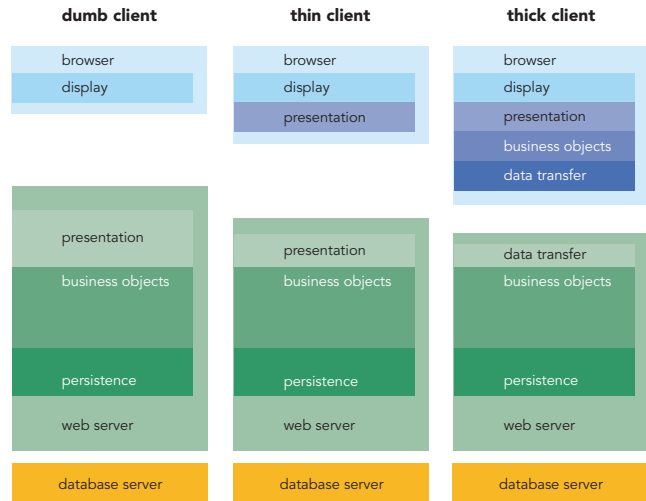 dumb client
browser
display
presentation
business objects
persistence
web server
database server
thin client
browser
display
presentation
presentation
business objects
persistence
web server
database server
thick client
browser
display
presentation
business objects
data transfer
data transfer
business objects
persistence
web server
database server